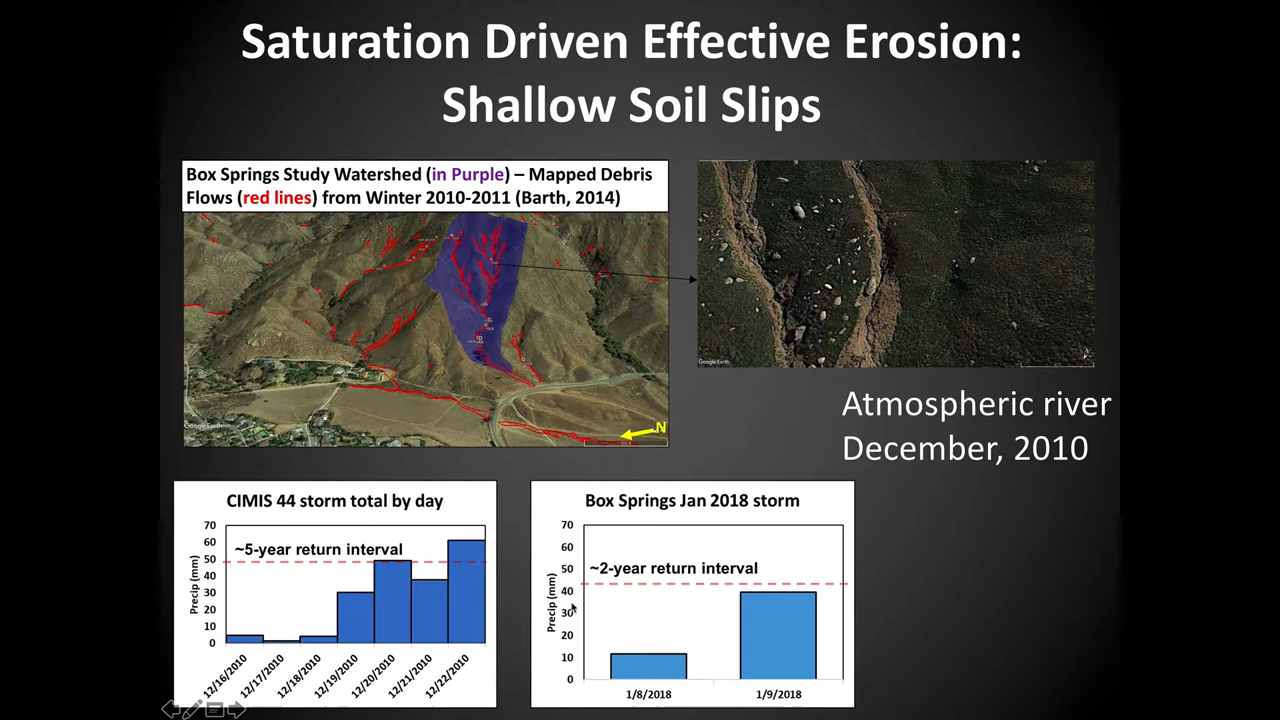 Saturation Driven Effective Erosion:
Shallow Soil Slips
Box Springs Study Watershed (in Purple) – Mapped Debris
Flows (red lines) from Winter 2010-2011 (Barth, 2014)
Google Earth
N
Google Earth
Atmospheric river
December, 2010
CIMIS 44 storm total by day
70
60
50
40
30
20
10
0
Precip (mm)
~5-year return interval
12/16/2010
12/17/2010
12/18/2010
12/19/2010
12/20/2010
12/21/2010
12/22/2010
Box Springs Jan 2018 storm
70
60
50
40
30
20
10
0
Precip (mm)
~2-year return interval
1/8/2018
1/9/2018